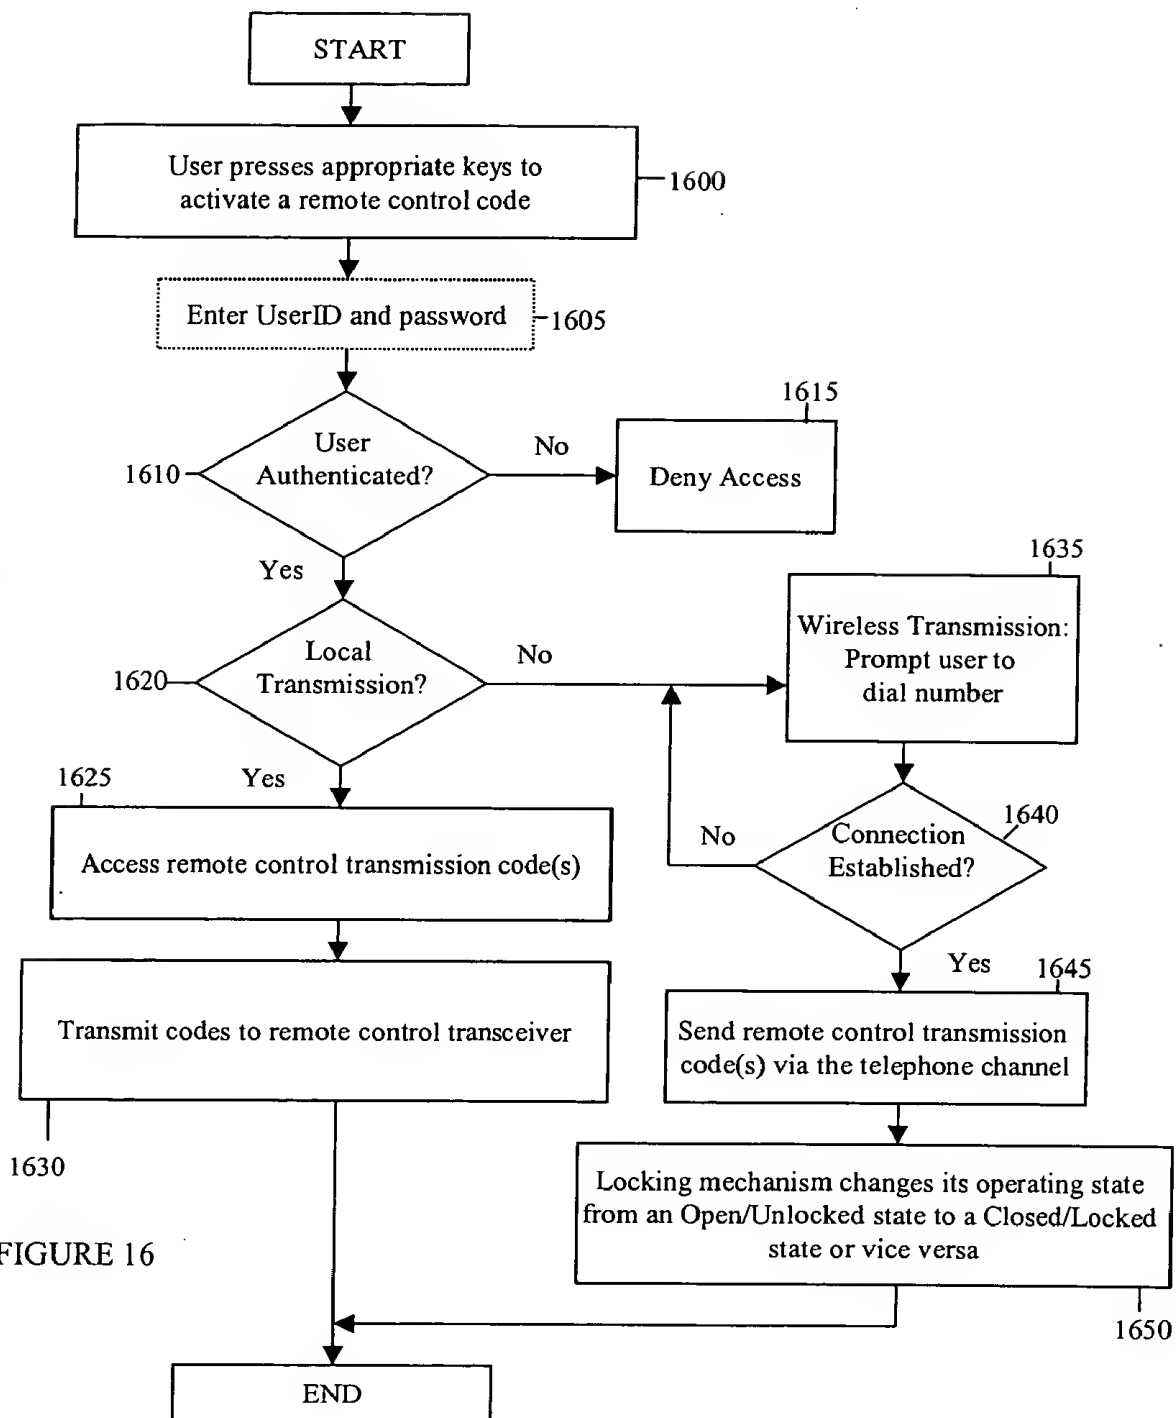 START
User presses appropriate keys to
activate a remote control code
1600
Enter UserID and password
1605
1615
User
Authenticated?
1610
No
Deny Access
Yes
1635
Local
Transmission?
1620
No
Wireless Transmission:
Prompt user to
dial number
1625
Yes
1640
No
Connection
Established?
Access remote control transmission code(s)
Yes
1645
Transmit codes to remote control transceiver
Send remote control transmission
code(s) via the telephone channel
1630
Locking mechanism changes its operating state
from an Open/Unlocked state to a Closed/Locked
state or vice versa
FIGURE 16
1650
END